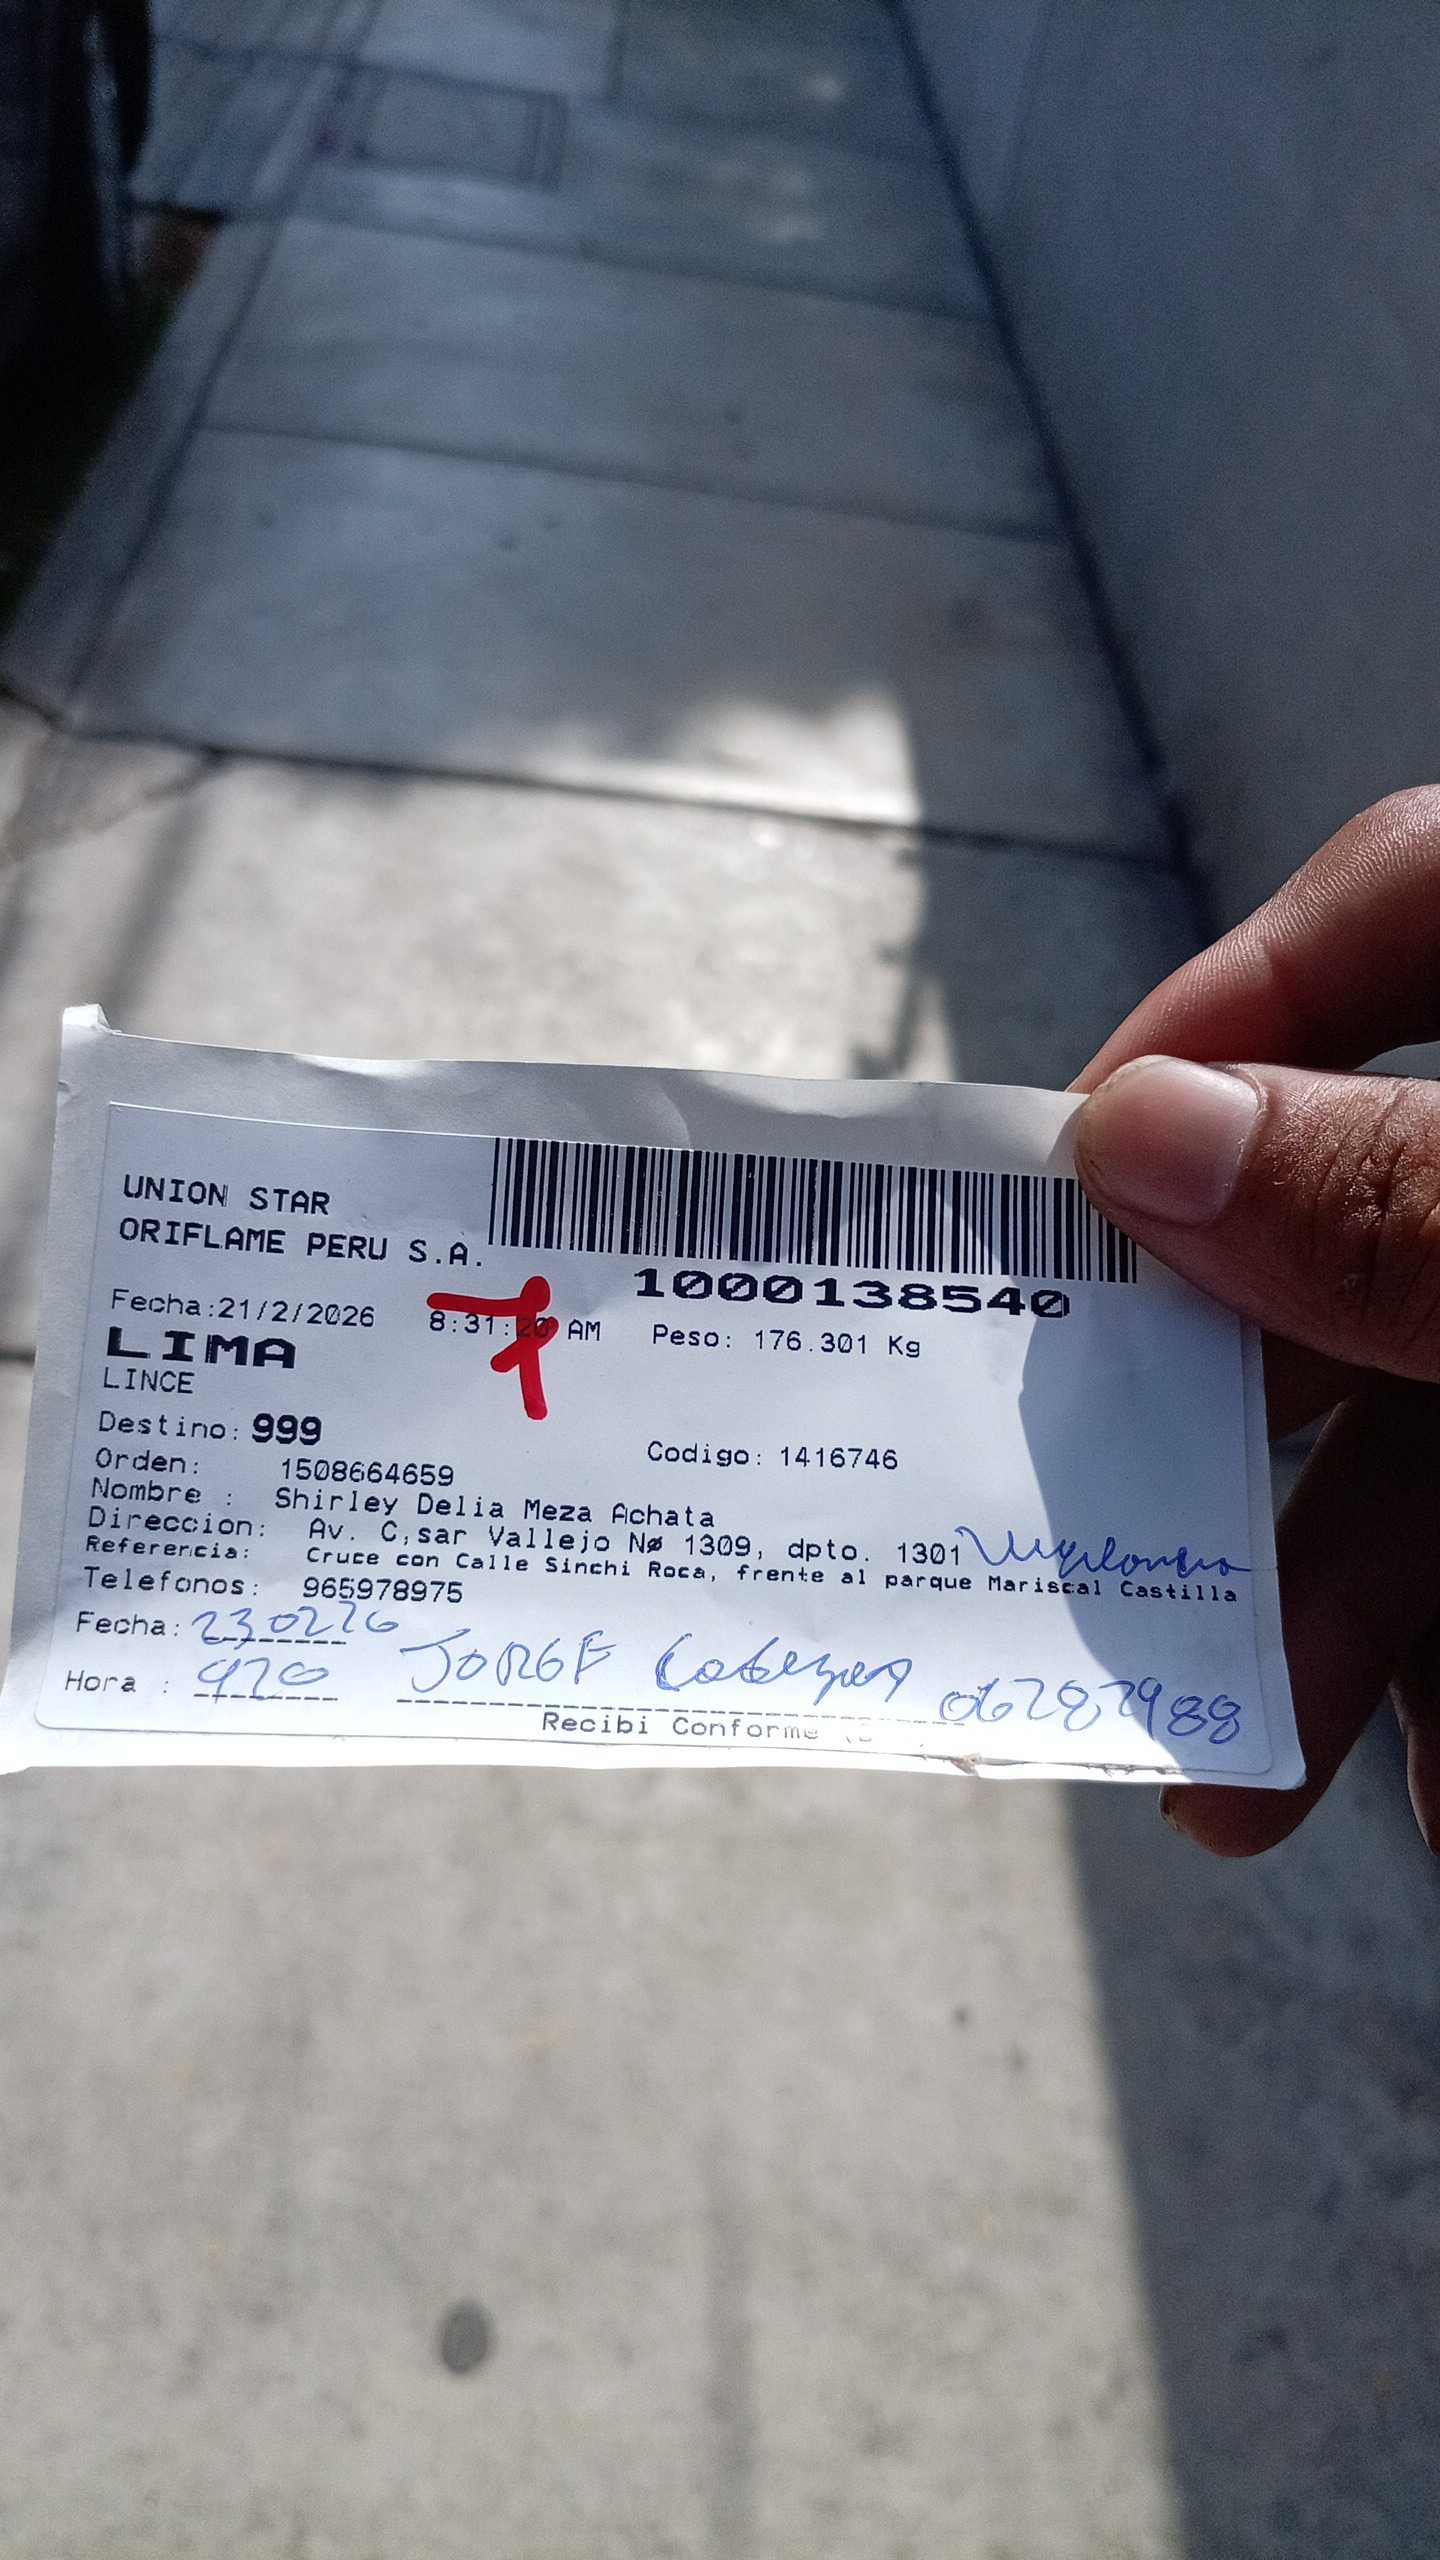 UNION STAR
ORIFLAME PERU S.A.
1000138540
Fecha:21/2/2026 8:31:20 AM Peso: 176.301 Kg
7
LIMA
LINCE
Destino: 999
Codigo: 1416746
Orden: 1508664659
Nombre : Shirley Delia Meza Achata
Direccion: Av. C,sar Vallejo Nø 1309, dpto. 1301
Referencia: Cruce con Calle Sinchi Roca, frente al parque Mariscal Castilla
Telefonos: 965978975
Fecha: 230226
Hora : 920 JORGE 06787988
Recibi Conforme